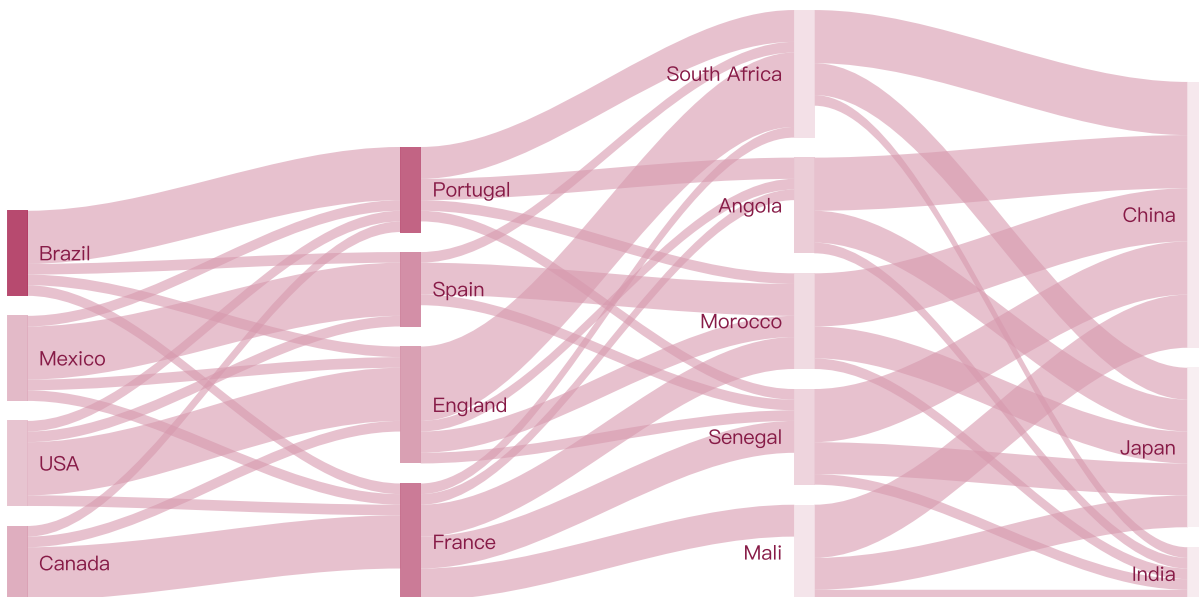 Brazil
Mexico
USA
Canada
Portugal
Spain
England
France
South Africa
Angola
Morocco
Senegal
Mali
China
Japan
India